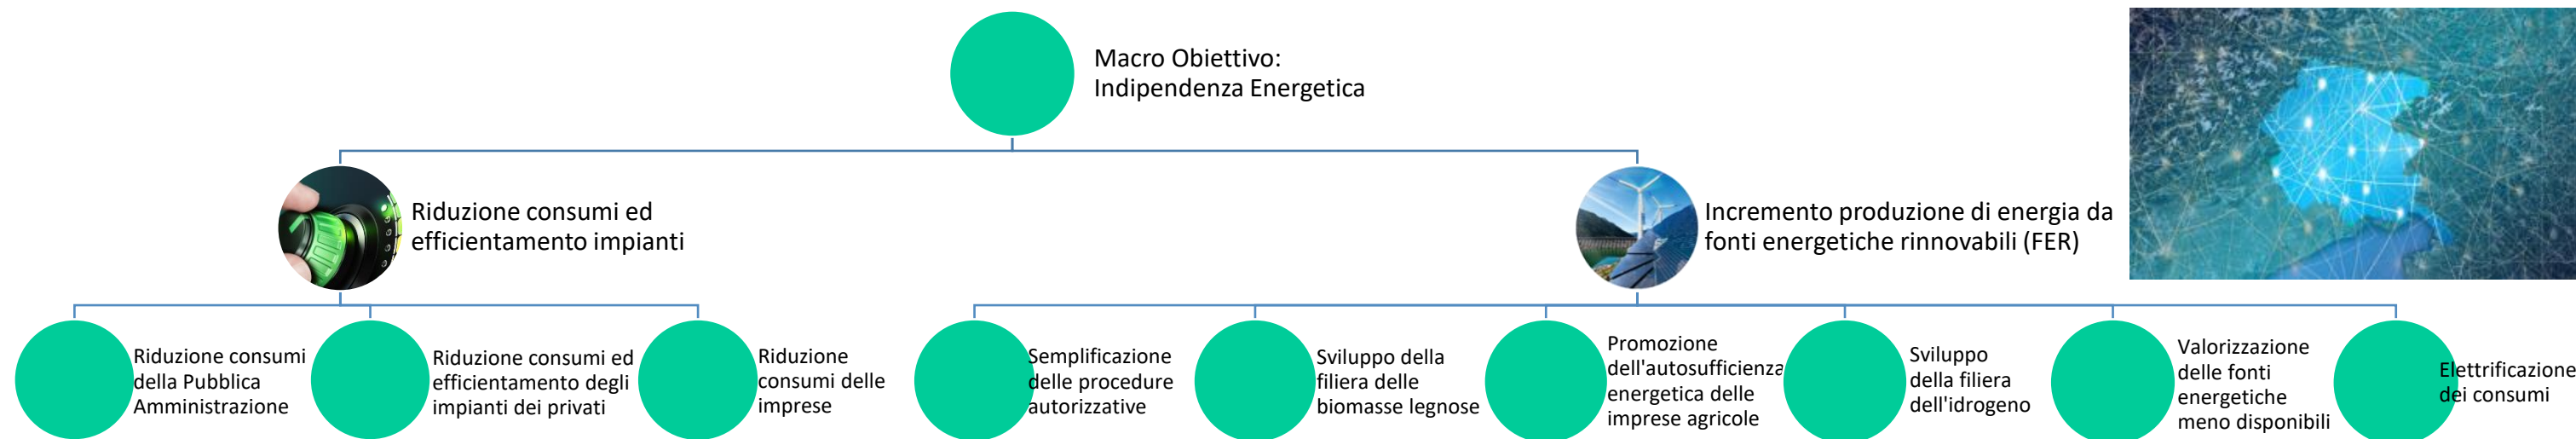 Macro Obiettivo:
Indipendenza Energetica
Riduzione consumi ed
efficientamento impianti
Incremento produzione di energia da
fonti energetiche rinnovabili (FER)
Riduzione consumi
della Pubblica
Amministrazione
Riduzione consumi ed
efficientamento degli
impianti dei privati
Riduzione
consumi delle
imprese
Semplificazione
delle procedure
autorizzative
Sviluppo della
filiera delle
biomasse legnose
Promozione
dell'autosufficienza
energetica delle
imprese agricole
Sviluppo
della filiera
dell'idrogeno
Valorizzazione
delle fonti
energetiche
meno disponibili
Elettrificazione
dei consumi